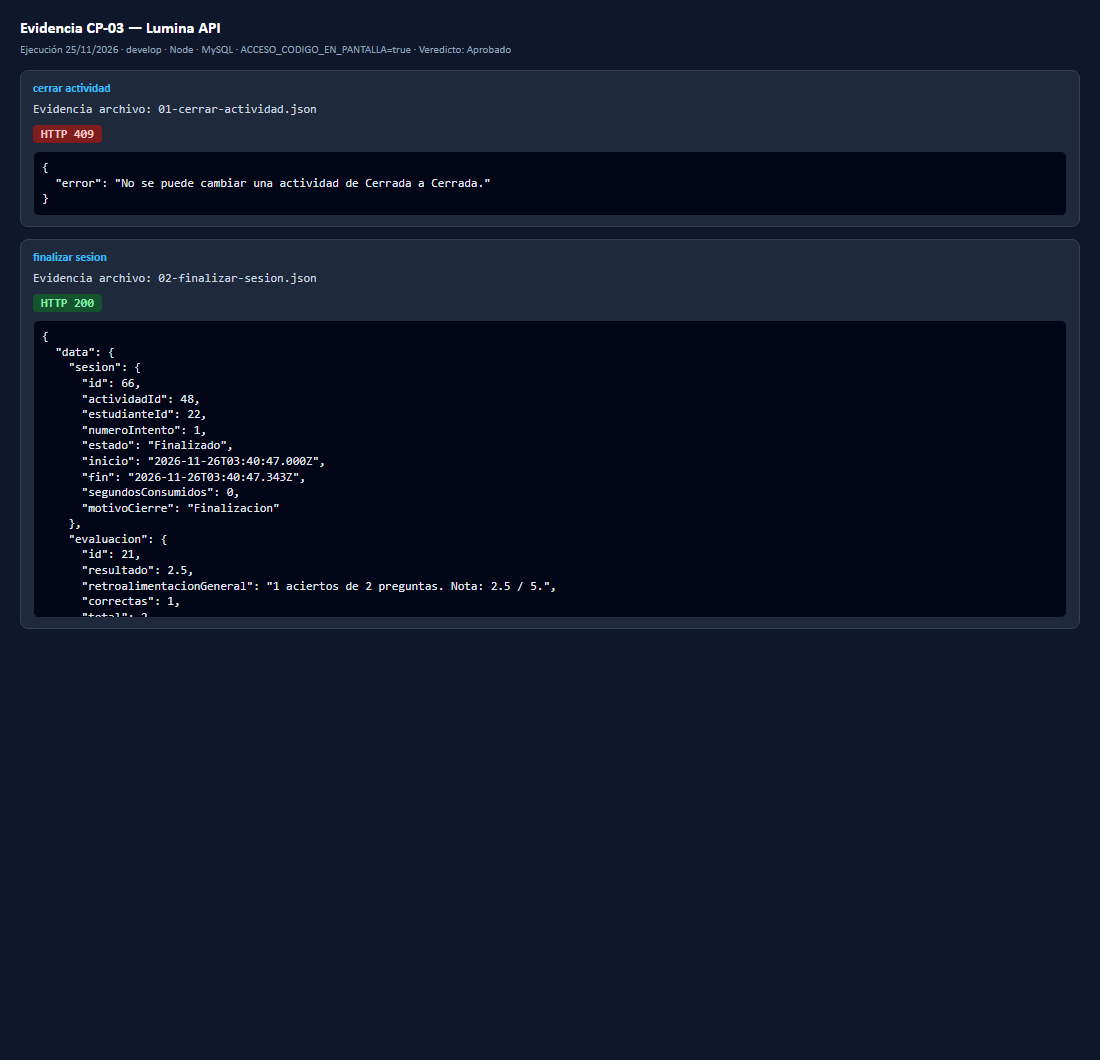 Evidencia CP-03 — Lumina API
Ejecución 25/11/2026 · develop · Node · MySQL · ACCESO_CODIGO_EN_PANTALLA=true · Veredicto: Aprobado
cerrar actividad
Evidencia archivo: 01-cerrar-actividad.json
HTTP 409
{
  "error": "No se puede cambiar una actividad de Cerrada a Cerrada."
}
finalizar sesion
Evidencia archivo: 02-finalizar-sesion.json
HTTP 200
{
  "data": {
    "sesion": {
      "id": 66,
      "actividadId": 48,
      "estudianteId": 22,
      "numeroIntento": 1,
      "estado": "Finalizado",
      "inicio": "2026-11-26T03:40:47.000Z",
      "fin": "2026-11-26T03:40:47.343Z",
      "segundosConsumidos": 0,
      "motivoCierre": "Finalizacion"
    },
    "evaluacion": {
      "id": 21,
      "resultado": 2.5,
      "retroalimentacionGeneral": "1 aciertos de 2 preguntas. Nota: 2.5 / 5.",
      "correctas": 1,
      "total": 2